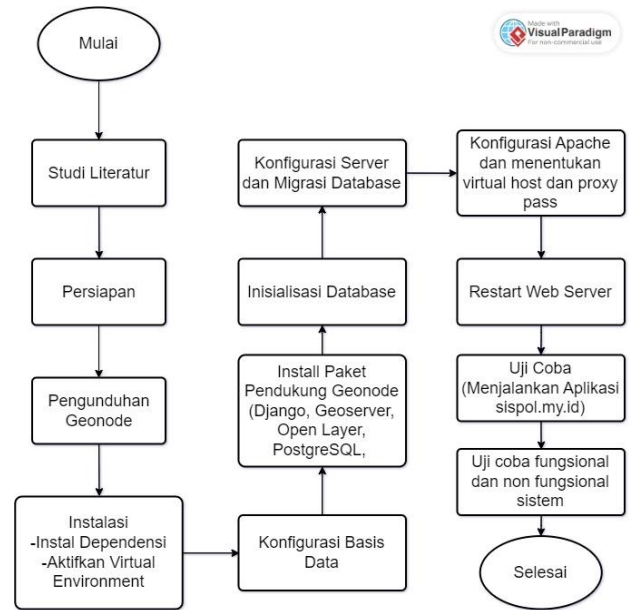 Made with
VisualParadigm
For non-commercial use
Mulai
Studi Literatur
Persiapan
Pengunduhan
Geonode
Instalasi
-Instal Dependensi
-Aktifkan Virtual
Environment
Konfigurasi Basis
Data
Install Paket
Pendukung Geonode
(Django, Geoserver,
Open Layer,
PostgreSQL,
Inisialisasi Database
Konfigurasi Server
dan Migrasi Database
Konfigurasi Apache
dan menentukan
virtual host dan proxy
pass
Restart Web Server
Uji Coba
(Menjalankan Aplikasi
sispol.my.id)
Uji coba fungsional
dan non fungsional
sistem
Selesai